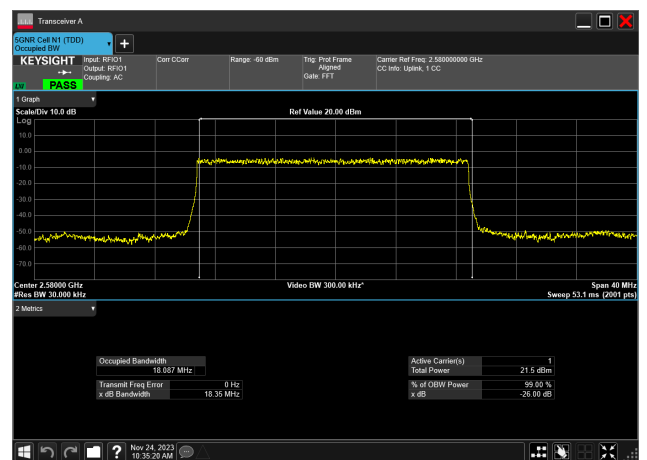 Transceiver A
5GNR Cell N1 (TDD)
Occupied BW
KEYSIGHT
LV
PASS
Input: RFIO1
Output: RFIO1
Coupling: AC
Corr CCorr
Range: -60 dBm
Trig: Prot Frame
Aligned
Gate: FFT
Carrier Ref Freq: 2.580000000 GHz
CC Info: Uplink, 1 CC
1 Graph
Scale/Div 10.0 dB
Ref Value 20.00 dBm
Log
10.0
0.00
-10.0
-20.0
-30.0
-40.0
-50.0
-60.0
-70.0
Center 2.58000 GHz
Video BW 300.00 kHz^
Span 40 MHz
#Res BW 30.000 kHz
Sweep 53.1 ms (2001 pts)
2 Metrics
Occupied Bandwidth
18.087 MHz
Transmit Freq Error 0 Hz
x dB Bandwidth 18.35 MHz
Active Carrier(s) 1
Total Power 21.5 dBm
% of OBW Power 99.00 %
x dB -26.00 dB
Nov 24, 2023
10:35:20 AM